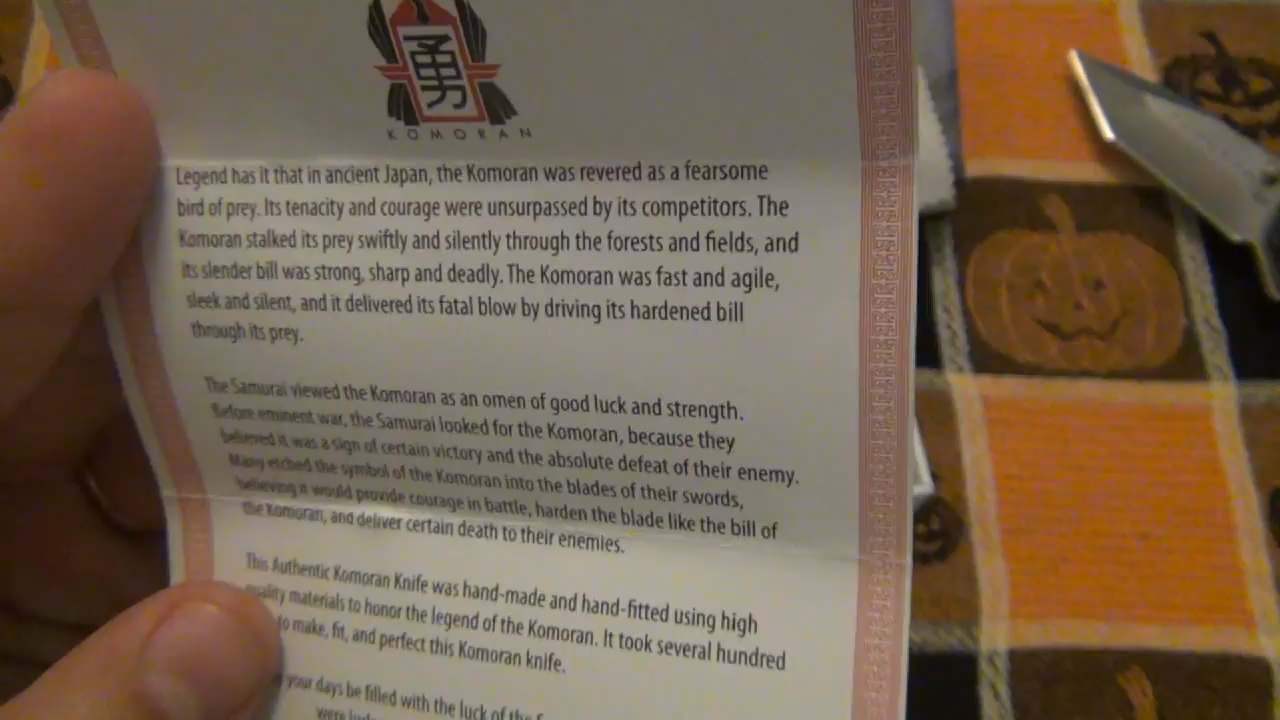 勇
KOMORAN
Legend has it that in ancient Japan, the Komoran was revered as a fearsome
bird of prey. Its tenacity and courage were unsurpassed by its competitors. The
Komoran stalked its prey swiftly and silently through the forests and fields, and
its slender bill was strong, sharp and deadly. The Komoran was fast and agile,
sleek and silent, and it delivered its fatal blow by driving its hardened bill
through its prey.
The Samurai viewed the Komoran as an omen of good luck and strength.
Before eminent war, the Samurai looked for the Komoran, because they
believed it was a sign of certain victory and the absolute defeat of their enemy.
Many etched the symbol of the Komoran into the blades of their swords,
believing it would provide courage in battle, harden the blade like the bill of
the Komoran, and deliver certain death to their enemies.
This Authentic Komoran Knife was hand-made and hand-fitted using high
quality materials to honor the legend of the Komoran. It took several hundred
to make, fit, and perfect this Komoran knife.
your days be filled with the luck of the
were